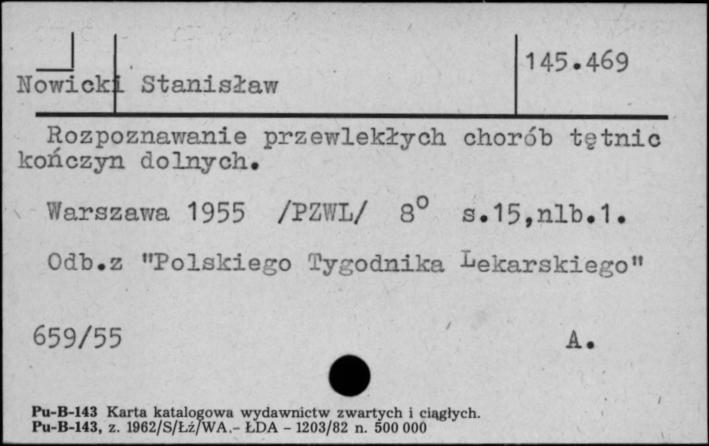 145.469
Nowicki Stanisław
Rozpoznawanie przewlekłych chorób tętnic
kończyn dolnych.
Warszawa 1955 /PZWL/ 8° s.15,nlb.1.
Odb.z "Polskiego Tygodnika Lekarskiego"
659/55 A.
Pu-B-143 Karta katalogowa wydawnictw zwartych i ciągłych.
Pu-B-143, z. 1962/S/Łź/WA.- ŁDA - 1203/82 n. 500 000